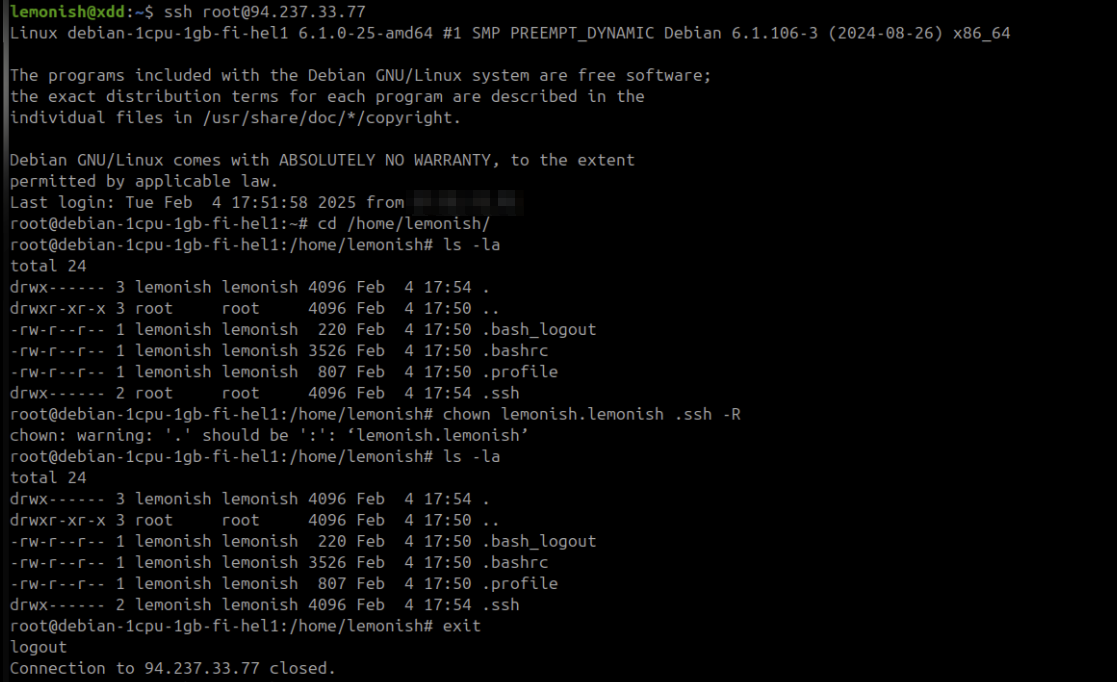 lemonish@xdd:~$ ssh root@94.237.33.77
Linux debian-1cpu-1gb-fi-hel1 6.1.0-25-amd64 #1 SMP PREEMPT_DYNAMIC Debian 6.1.106-3 (2024-08-26) x86_64

The programs included with the Debian GNU/Linux system are free software;
the exact distribution terms for each program are described in the
individual files in /usr/share/doc/*/copyright.

Debian GNU/Linux comes with ABSOLUTELY NO WARRANTY, to the extent
permitted by applicable law.
Last login: Tue Feb  4 17:51:58 2025 from
root@debian-1cpu-1gb-fi-hel1:~# cd /home/lemonish/
root@debian-1cpu-1gb-fi-hel1:/home/lemonish# ls -la
total 24
drwx------ 3 lemonish lemonish 4096 Feb  4 17:54 .
drwxr-xr-x 3 root     root     4096 Feb  4 17:50 ..
-rw-r--r-- 1 lemonish lemonish  220 Feb  4 17:50 .bash_logout
-rw-r--r-- 1 lemonish lemonish 3526 Feb  4 17:50 .bashrc
-rw-r--r-- 1 lemonish lemonish  807 Feb  4 17:50 .profile
drwx------ 2 root     root     4096 Feb  4 17:54 .ssh
root@debian-1cpu-1gb-fi-hel1:/home/lemonish# chown lemonish.lemonish .ssh -R
chown: warning: '.' should be ':': ‘lemonish.lemonish’
root@debian-1cpu-1gb-fi-hel1:/home/lemonish# ls -la
total 24
drwx------ 3 lemonish lemonish 4096 Feb  4 17:54 .
drwxr-xr-x 3 root     root     4096 Feb  4 17:50 ..
-rw-r--r-- 1 lemonish lemonish  220 Feb  4 17:50 .bash_logout
-rw-r--r-- 1 lemonish lemonish 3526 Feb  4 17:50 .bashrc
-rw-r--r-- 1 lemonish lemonish  807 Feb  4 17:50 .profile
drwx------ 2 lemonish lemonish 4096 Feb  4 17:54 .ssh
root@debian-1cpu-1gb-fi-hel1:/home/lemonish# exit
logout
Connection to 94.237.33.77 closed.